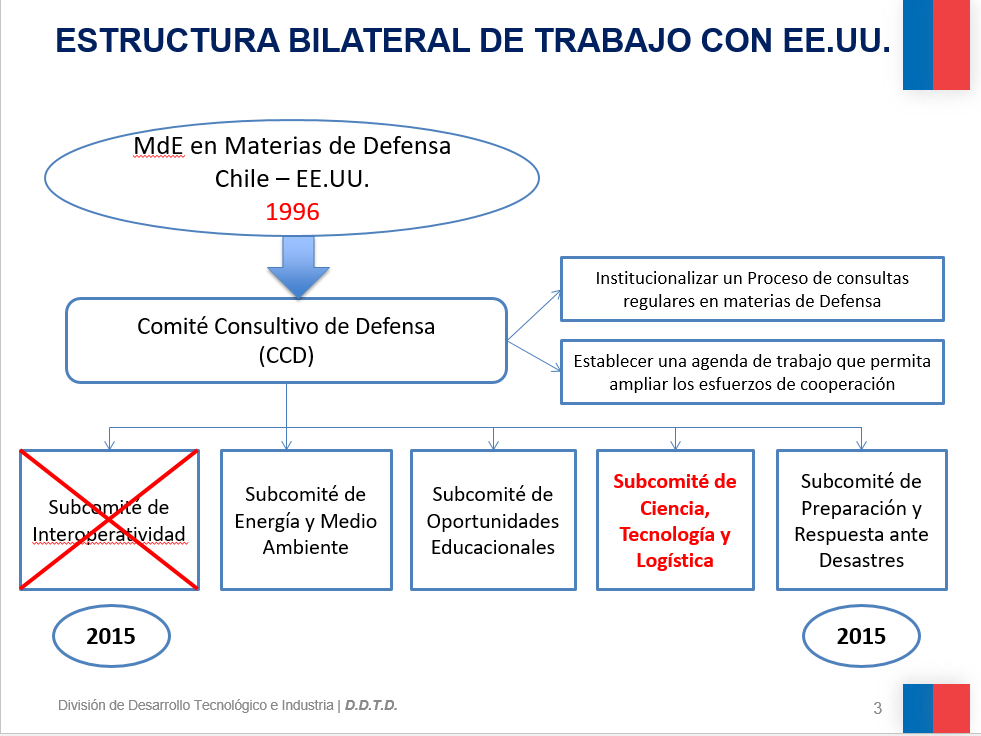 ESTRUCTURA BILATERAL DE TRABAJO CON EE.UU.
MdE en Materias de Defensa
Chile – EE.UU.
1996
Comité Consultivo de Defensa
(CCD)
Institucionalizar un Proceso de consultas
regulares en materias de Defensa
Establecer una agenda de trabajo que permita
ampliar los esfuerzos de cooperación
Subcomité de
Interoperatividad
Subcomité de
Energía y Medio
Ambiente
Subcomité de
Oportunidades
Educacionales
Subcomité de
Ciencia,
Tecnología y
Logística
Subcomité de
Preparación y
Respuesta ante
Desastres
2015
2015
División de Desarrollo Tecnológico e Industria | D.D.T.D.
3